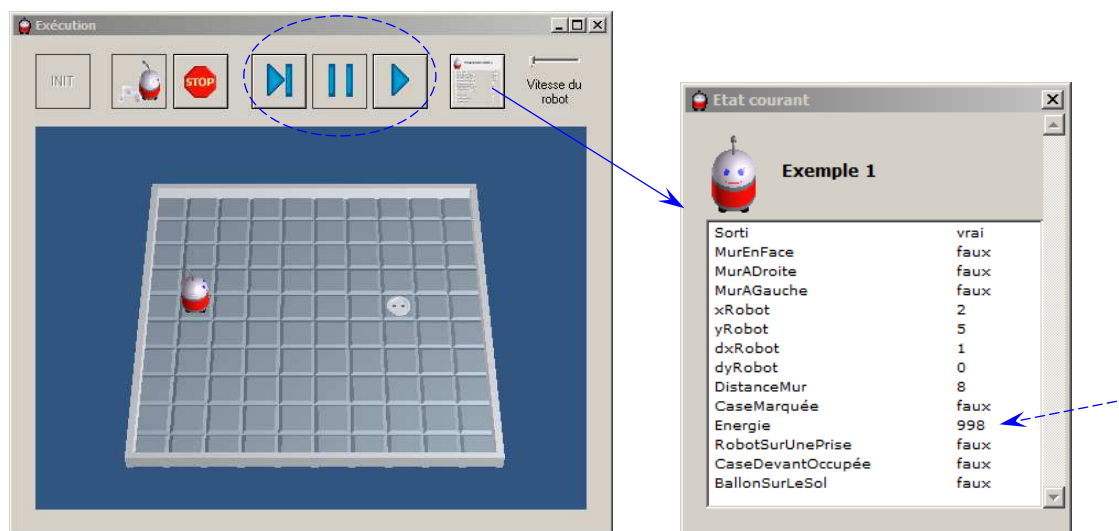 Exécution
INIT
STOP
Vitesse du
robot
Etat courant
Exemple 1
Sorti vrai
MurEnFace faux
MurADroite faux
MurAGauche faux
xRobot 2
yRobot 5
dxRobot 1
dyRobot 0
DistanceMur 8
CaseMarquée faux
Energie 998
RobotSurUnePrise faux
CaseDevantOccupée faux
BallonSurLeSol faux